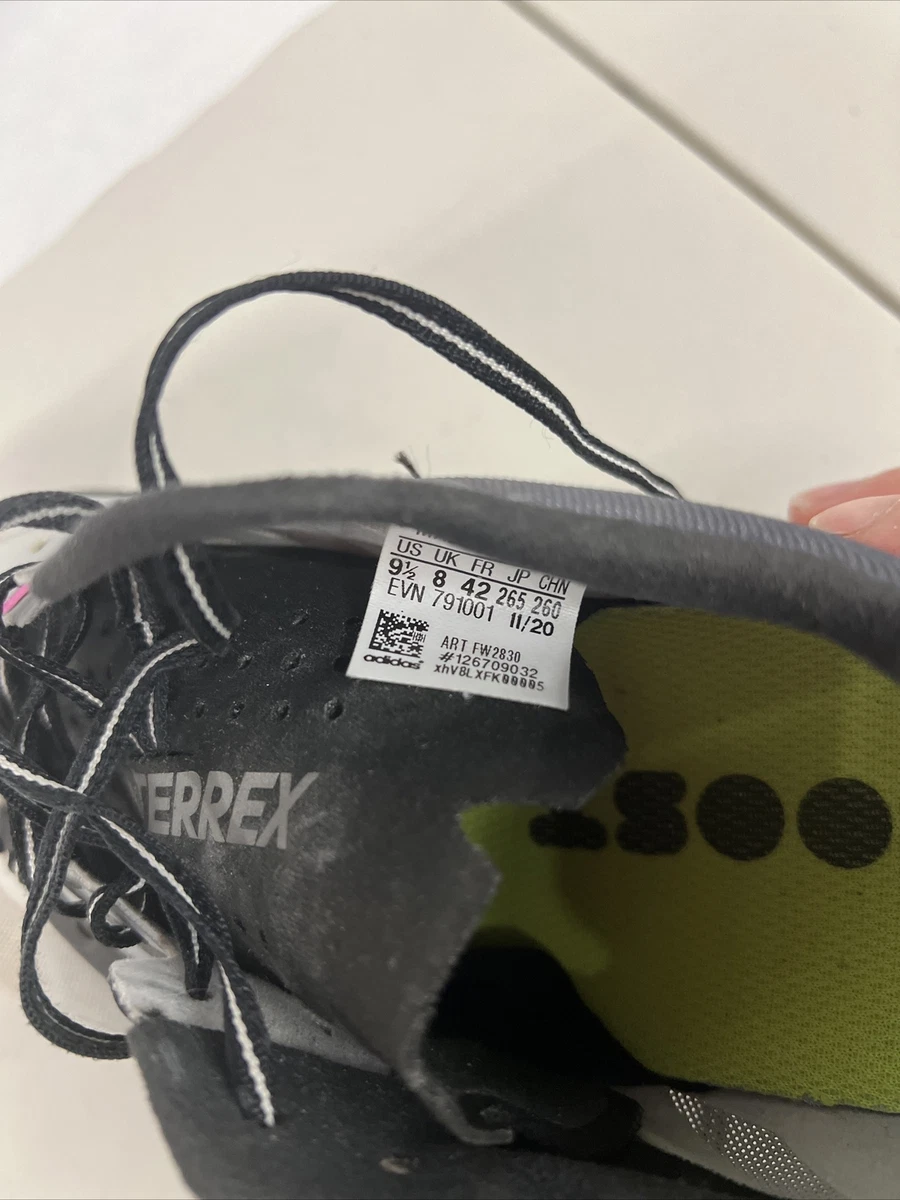 US UK FR JP CHN
9½ 8 42 265 260
EVN 791001 11/20
ART FW2830
#126709032
xhV8LXFK00005
adidas
TERREX